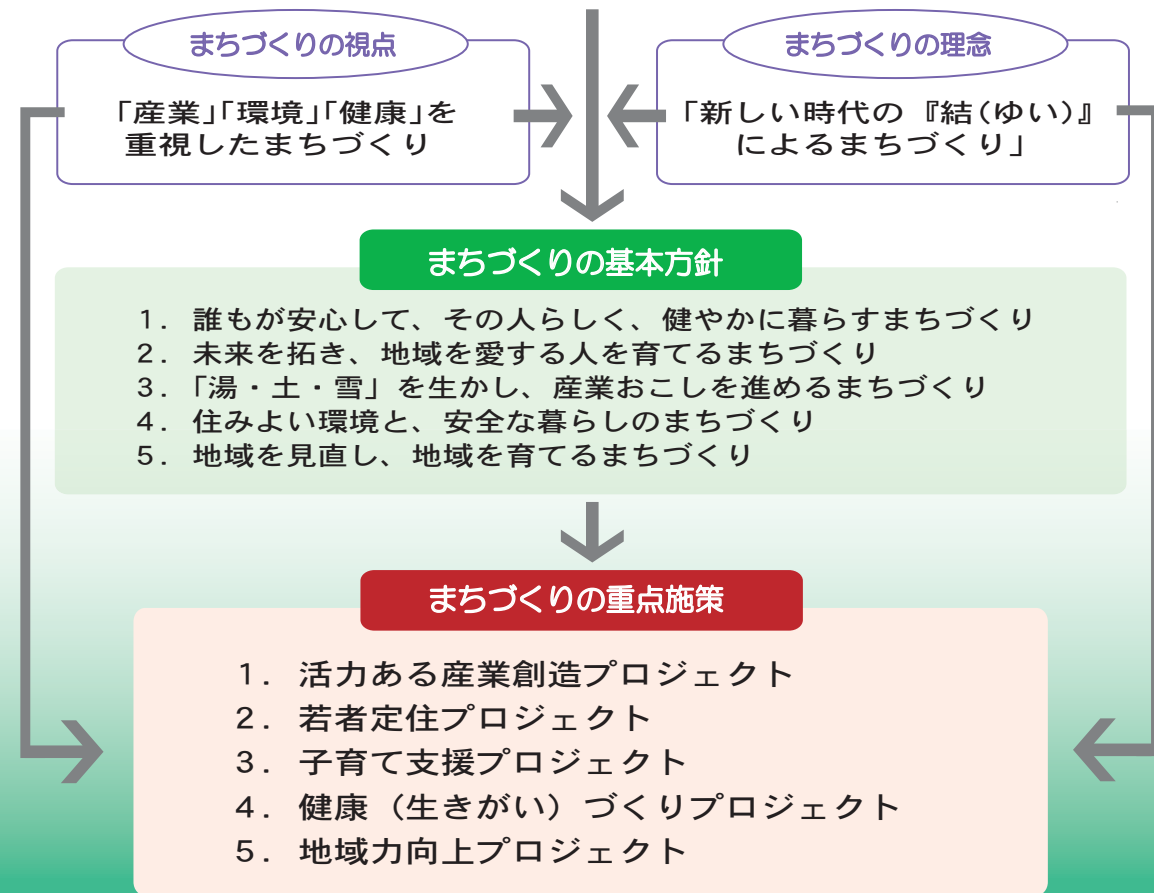 まちづくりの視点
「産業」「環境」「健康」を
重視したまちづくり
まちづくりの理念
「新しい時代の『結(ゆい)』
によるまちづくり」
まちづくりの基本方針
1. 誰もが安心して、その人らしく、健やかに暮らすまちづくり
2. 未来を拓き、地域を愛する人を育てるまちづくり
3.「湯・土・雪」を生かし、産業おこしを進めるまちづくり
4. 住みよい環境と、安全な暮らしのまちづくり
5. 地域を見直し、地域を育てるまちづくり
まちづくりの重点施策
1. 活力ある産業創造プロジェクト
2. 若者定住プロジェクト
3. 子育て支援プロジェクト
4. 健康（生きがい）づくりプロジェクト
5. 地域力向上プロジェクト